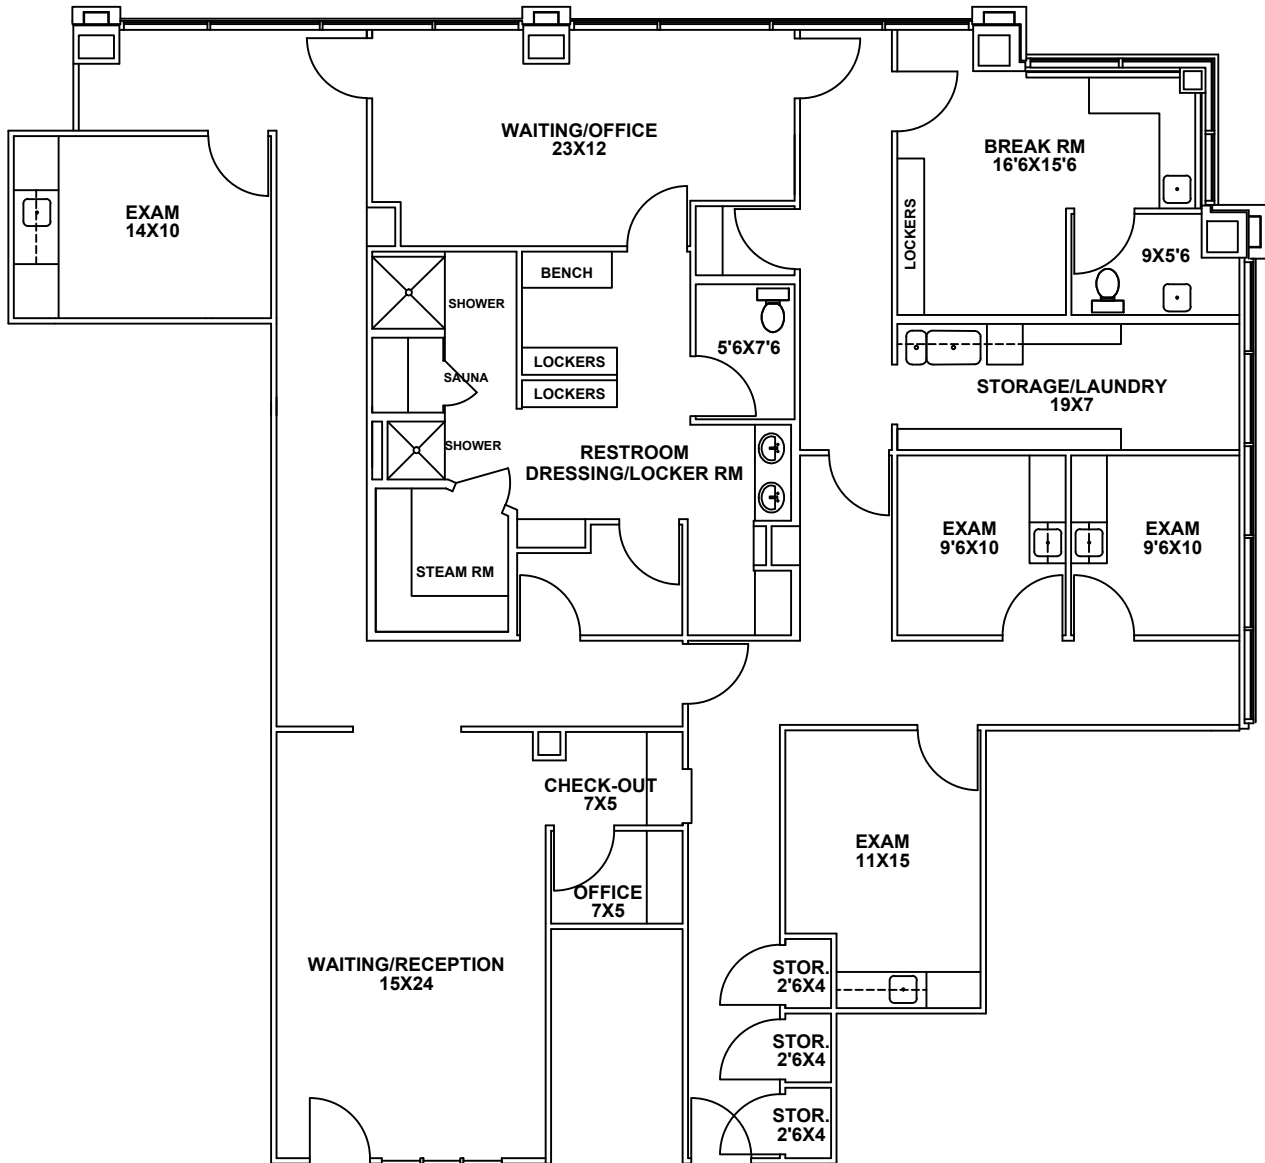 WAITING/OFFICE
23X12
BREAK RM
16'6X15'6
EXAM
14X10
LOCKERS
9X5'6
BENCH
SHOWER
5'6X7'6
LOCKERS
SAUNA
LOCKERS
STORAGE/LAUNDRY
19X7
SHOWER
RESTROOM
DRESSING/LOCKER RM
EXAM
9'6X10
EXAM
9'6X10
STEAM RM
CHECK-OUT
7X5
EXAM
11X15
OFFICE
7X5
WAITING/RECEPTION
15X24
STOR.
2'6X4
STOR.
2'6X4
STOR.
2'6X4